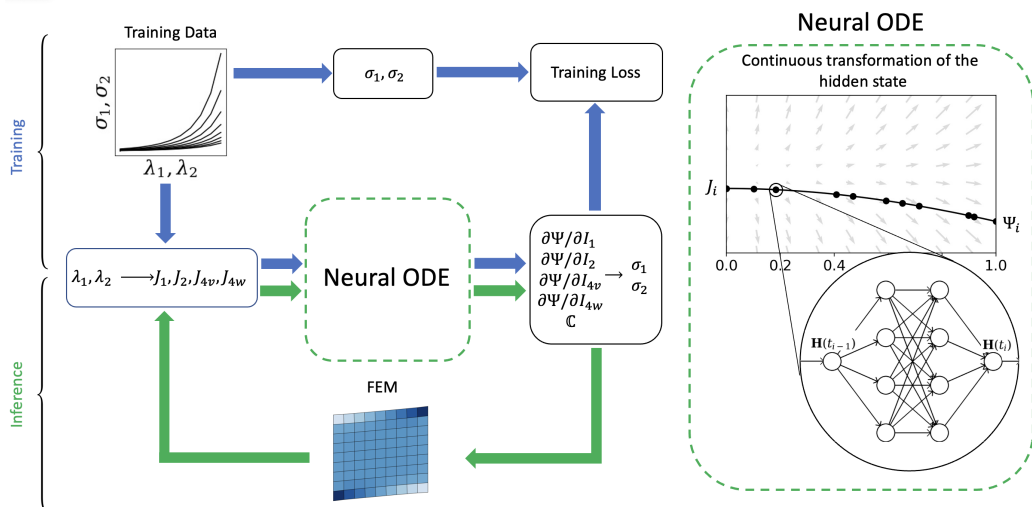 Training Data
σ₁, σ₂
λ₁, λ₂
Training
Inference
σ₁, σ₂
Training Loss
λ₁, λ₂ ⟶ J₁, J₂, J₄ᵥ, J₄w
Neural ODE
∂Ψ/∂I₁
∂Ψ/∂I₂
∂Ψ/∂I₄ᵥ → σ₁
σ₂
∂Ψ/∂I₄w
ℂ
FEM
Neural ODE
Continuous transformation of the
hidden state
Jᵢ
Ψᵢ
0.0 0.2 0.4 1.0
H(tᵢ₋₁) H(tᵢ)